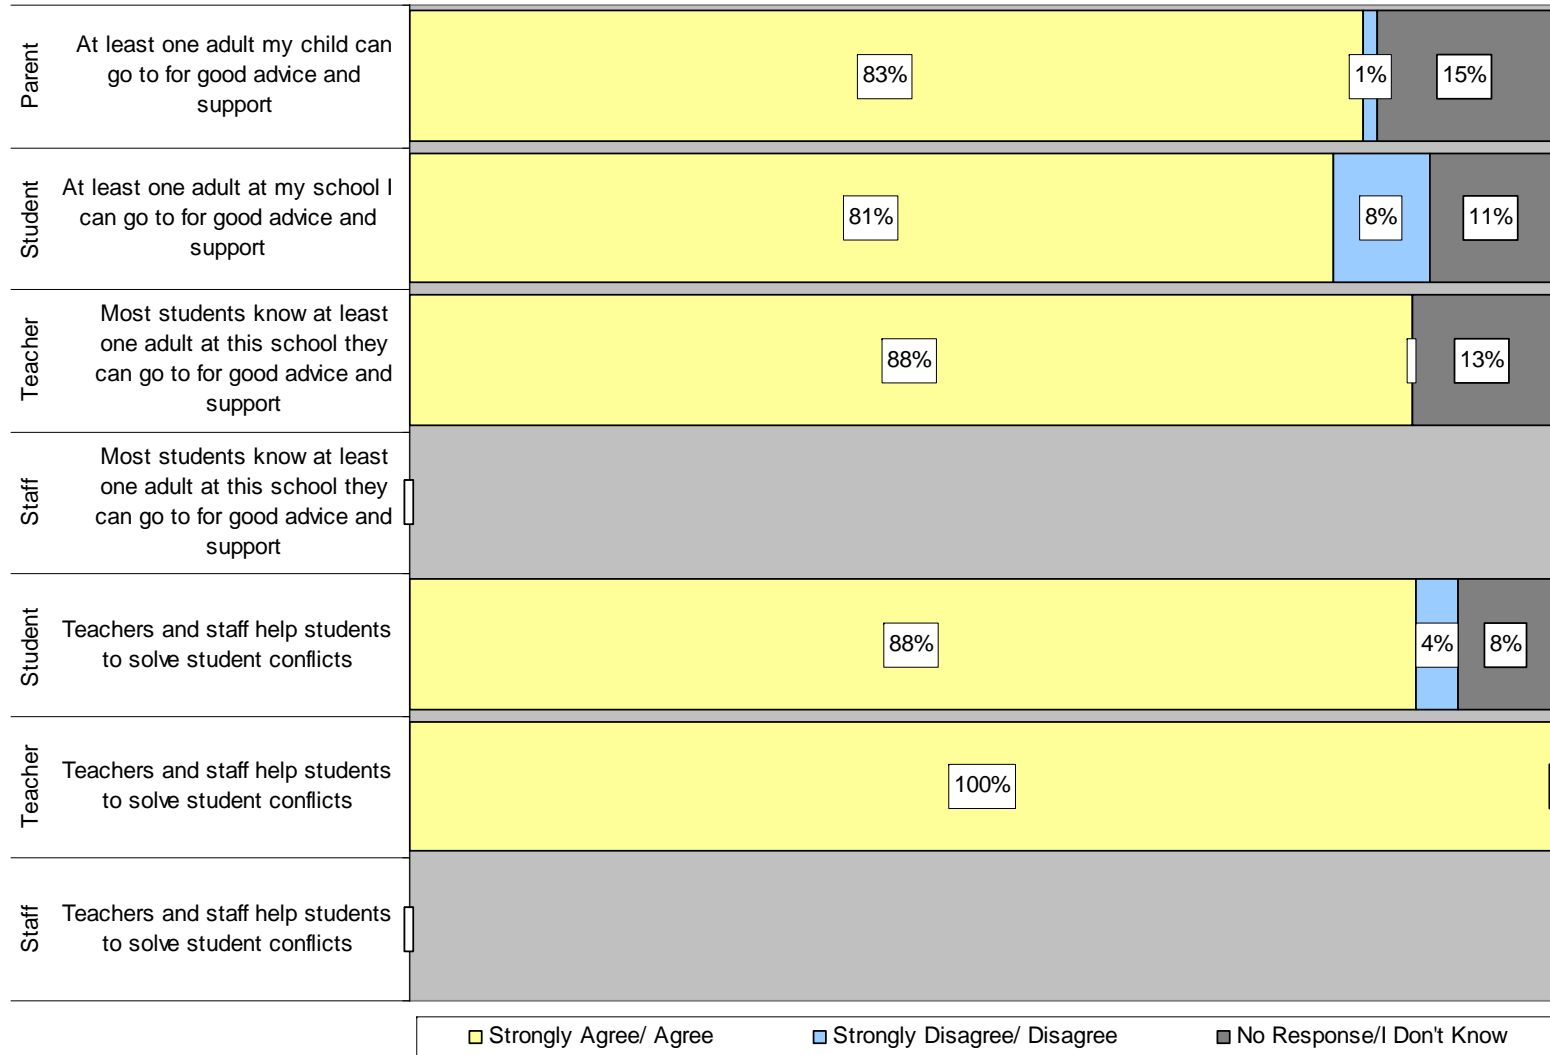 Parent
At least one adult my child can
go to for good advice and
support
83%
1%
15%
Student
At least one adult at my school I
can go to for good advice and
support
81%
8%
11%
Teacher
Most students know at least
one adult at this school they
can go to for good advice and
support
88%
13%
Staff
Most students know at least
one adult at this school they
can go to for good advice and
support
Student
Teachers and staff help students
to solve student conflicts
88%
4%
8%
Teacher
Teachers and staff help students
to solve student conflicts
100%
Staff
Teachers and staff help students
to solve student conflicts
Strongly Agree/ Agree
Strongly Disagree/ Disagree
No Response/I Don't Know